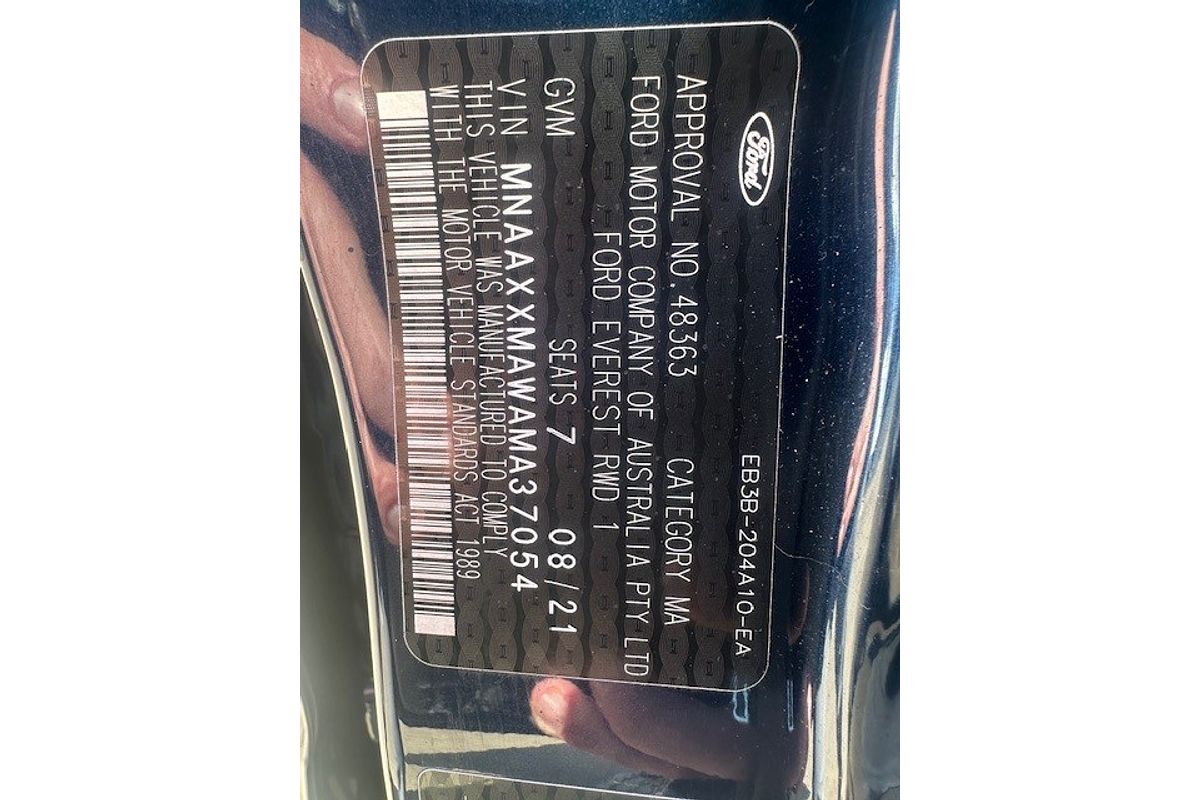 Ford
EB3B-204A10-EA
APPROVAL NO.48363 CATEGORY MA
FORD MOTOR COMPANY OF AUSTRALIA PTY LTD
FORD EVEREST RWD 1
GVM SEATS 7 08/21
VIN MNAAXXMAWAMA37054
THIS VEHICLE WAS MANUFACTURED TO COMPLY
WITH THE MOTOR VEHICLE STANDARDS ACT 1989